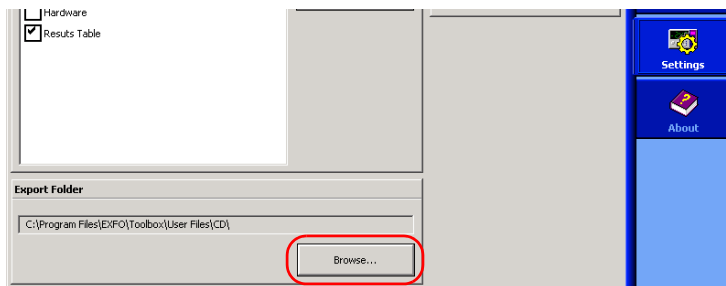 Hardware
Resuts Table
Settings
About
Export Folder
C:\Program Files\EXFO\Toolbox\User Files\CD\
Browse...